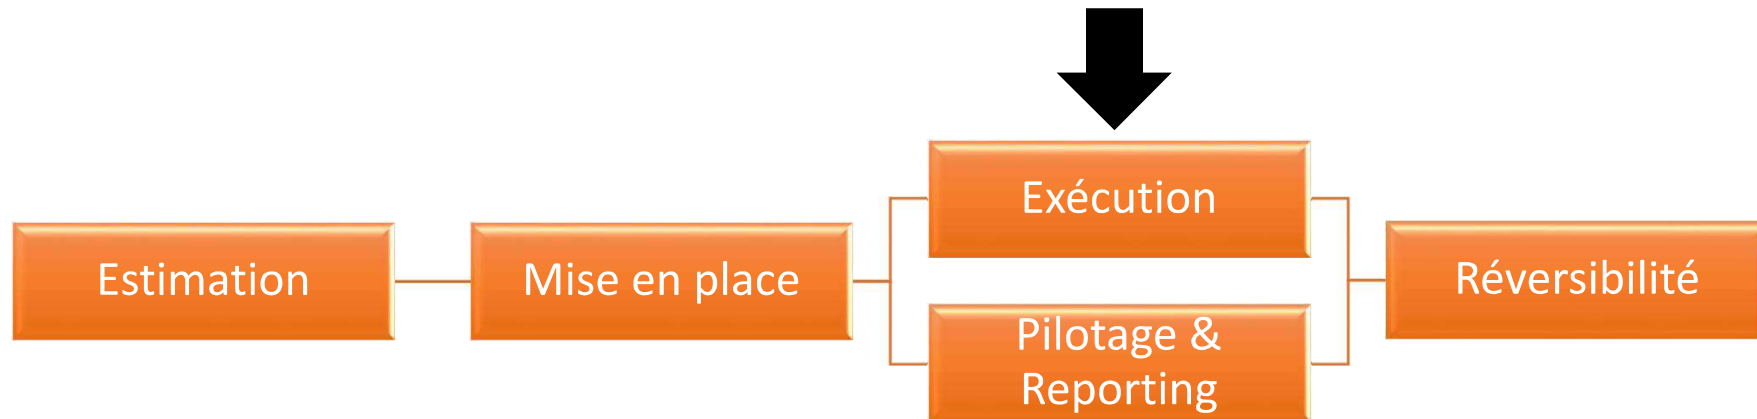 Estimation
Mise en place
Exécution
Pilotage &
Reporting
Réversibilité